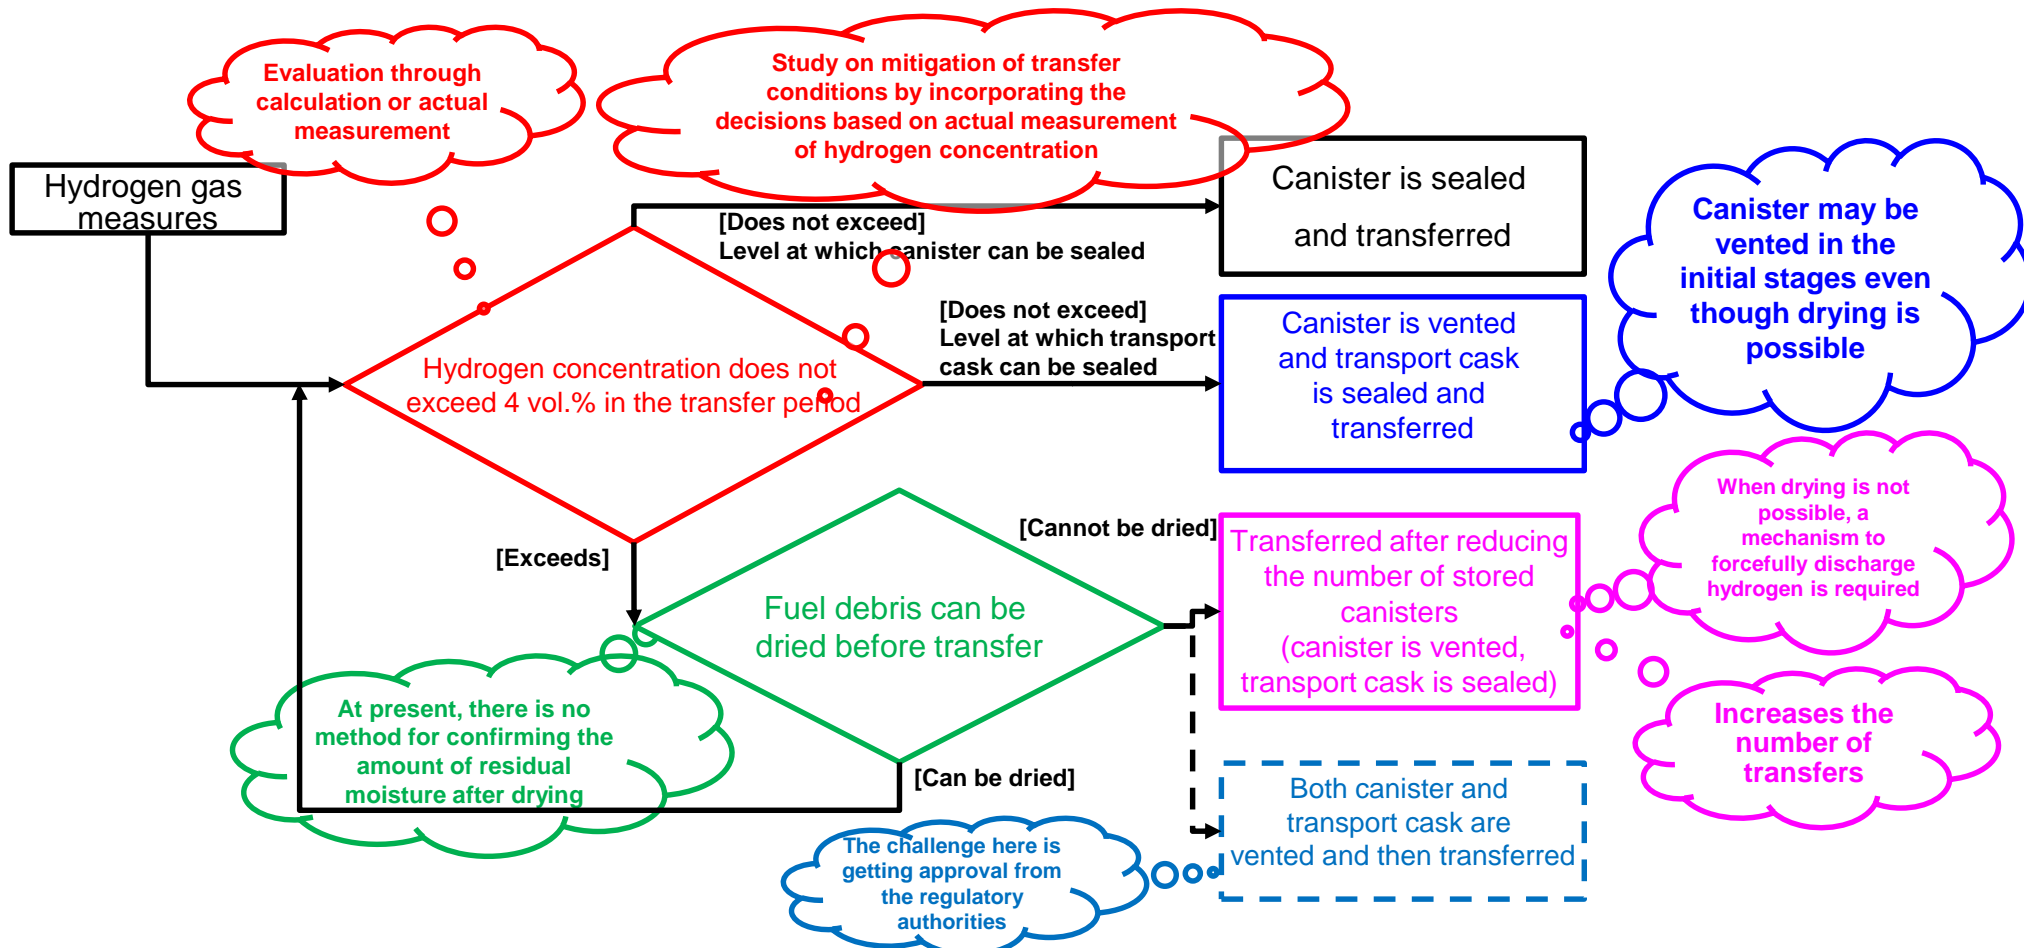 Evaluation through
calculation or actual
measurement
Study on mitigation of transfer
conditions by incorporating the
decisions based on actual measurement
of hydrogen concentration
Hydrogen gas
measures
Canister is sealed
and transferred
[Does not exceed]
Level at which canister can be sealed
Canister may be
vented in the
initial stages even
though drying is
possible
[Does not exceed]
Level at which transport
cask can be sealed
Canister is vented
and transport cask
is sealed and
transferred
Hydrogen concentration does not
exceed 4 vol.% in the transfer period
When drying is not
possible, a
mechanism to
forcefully discharge
hydrogen is required
[Exceeds]
[Cannot be dried]
Transferred after reducing
the number of stored
canisters
(canister is vented,
transport cask is sealed)
Fuel debris can be
dried before transfer
At present, there is no
method for confirming the
amount of residual
moisture after drying
Increases the
number of
transfers
[Can be dried]
Both canister and
transport cask are
vented and then transferred
The challenge here is
getting approval from
the regulatory
authorities